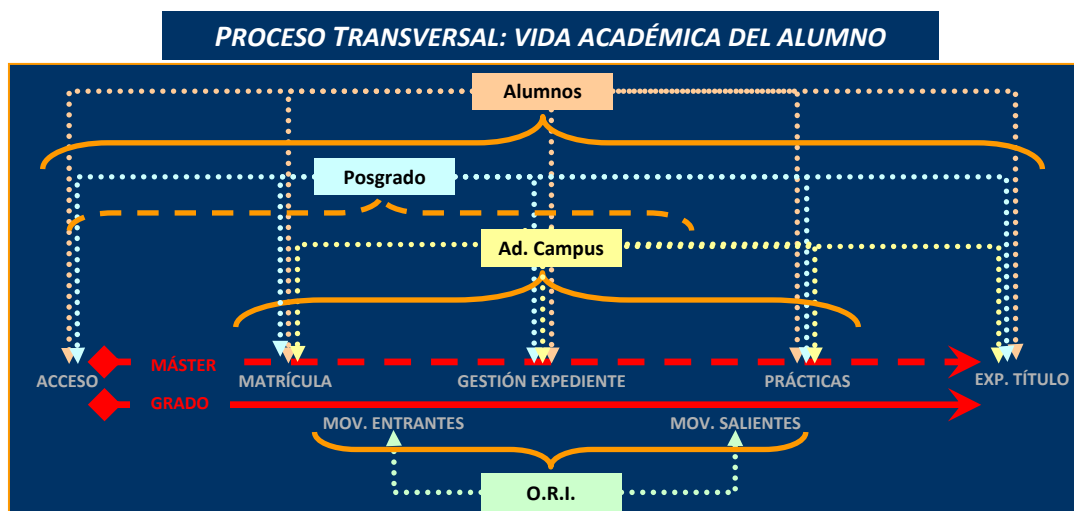 PROCESO TRANSVERSAL: VIDA ACADÉMICA DEL ALUMNO
Alumnos
Posgrado
Ad. Campus
MÁSTER
ACCESO
MATRÍCULA
GESTIÓN EXPEDIENTE
PRÁCTICAS
EXP. TÍTULO
GRADO
MOV. ENTRANTES
MOV. SALIENTES
O.R.I.